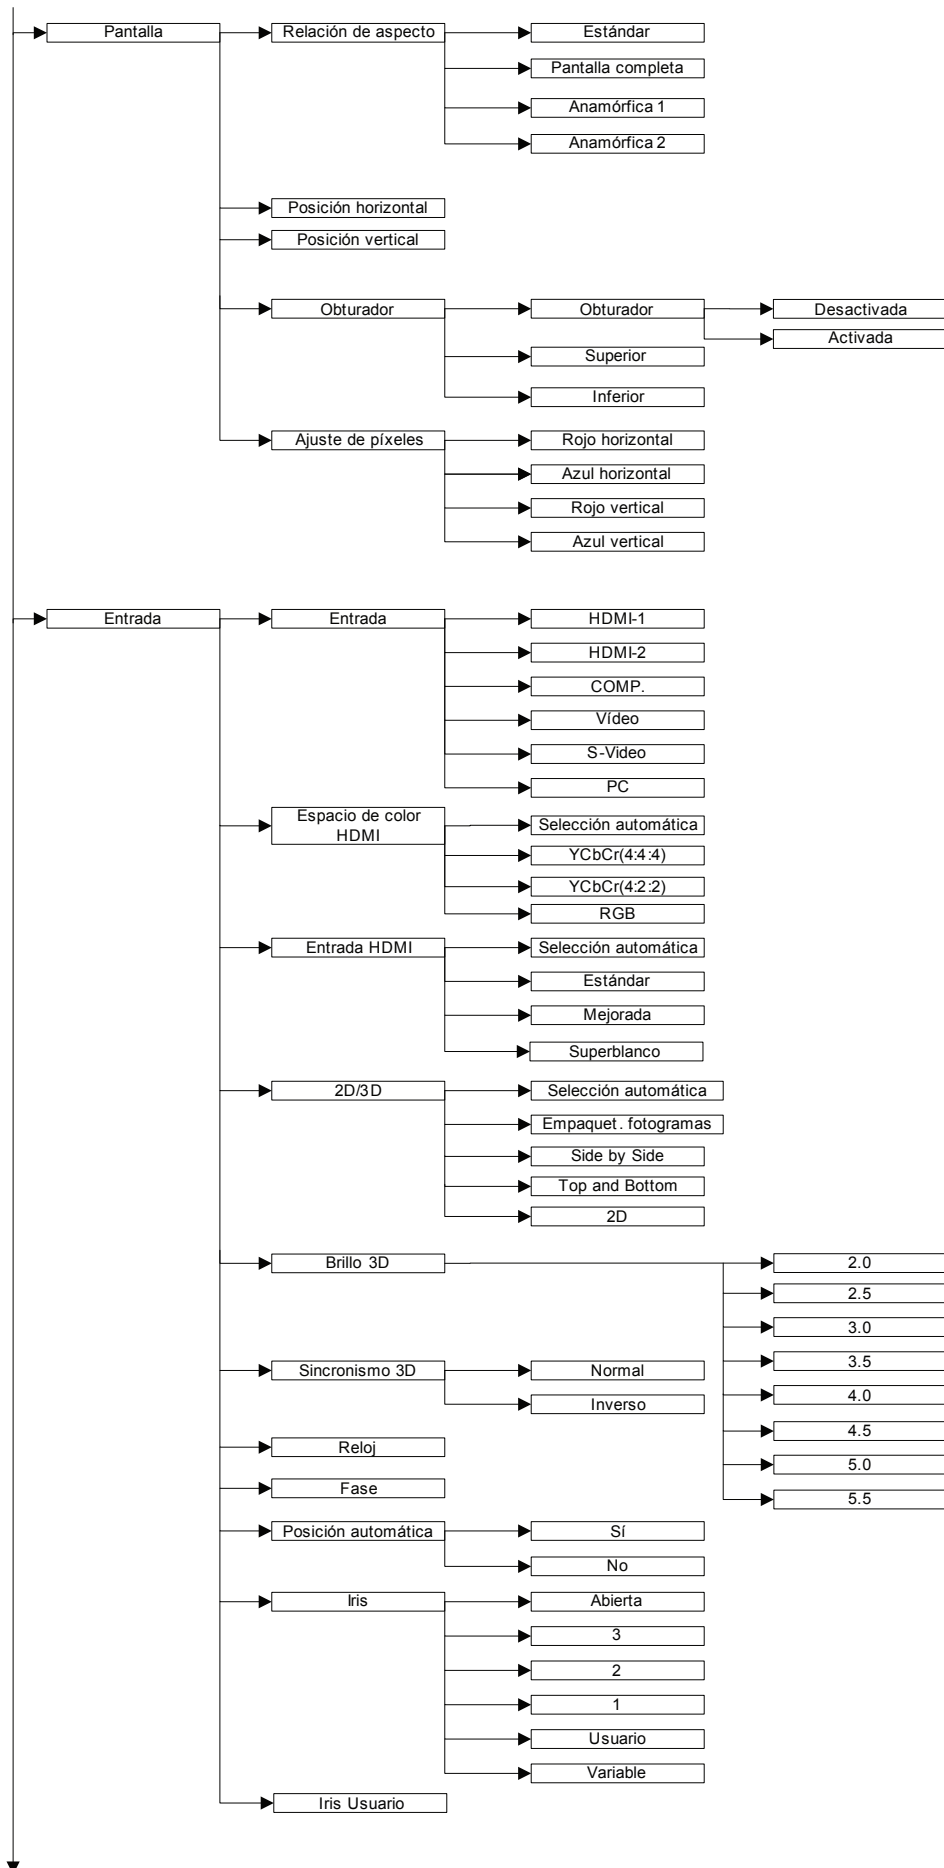 Pantalla
Relación de aspecto
Estándar
Pantalla completa
Anamórfica 1
Anamórfica 2
Posición horizontal
Posición vertical
Obturador
Obturador
Desactivada
Activada
Superior
Inferior
Ajuste de píxeles
Rojo horizontal
Azul horizontal
Rojo vertical
Azul vertical
Entrada
Entrada
HDMI-1
HDMI-2
COMP.
Vídeo
S-Video
PC
Espacio de color
HDMI
Selección automática
YCbCr(4:4:4)
YCbCr(4:2:2)
RGB
Entrada HDMI
Selección automática
Estándar
Mejorada
Superblanco
2D/3D
Selección automática
Empaquet. fotogramas
Side by Side
Top and Bottom
2D
Brillo 3D
2.0
2.5
3.0
3.5
4.0
4.5
5.0
5.5
Sincronismo 3D
Normal
Inverso
Reloj
Fase
Posición automática
Sí
No
Iris
Abierta
3
2
1
Usuario
Variable
Iris Usuario